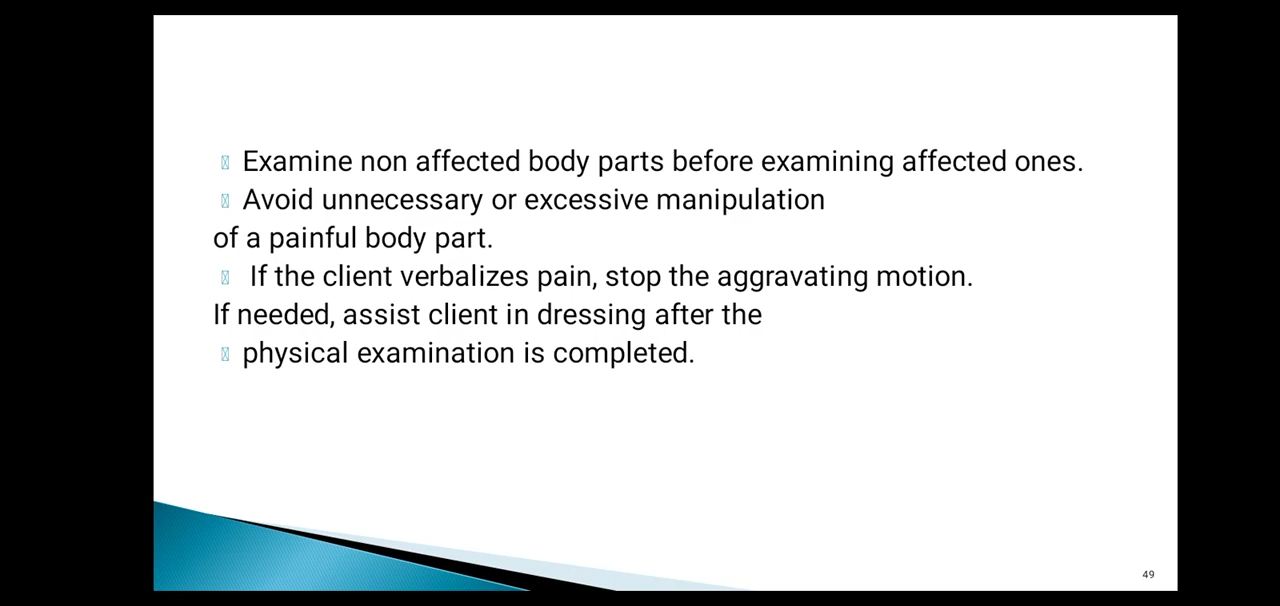 Examine non affected body parts before examining affected ones.
Avoid unnecessary or excessive manipulation
of a painful body part.
If the client verbalizes pain, stop the aggravating motion.
If needed, assist client in dressing after the
physical examination is completed.
49